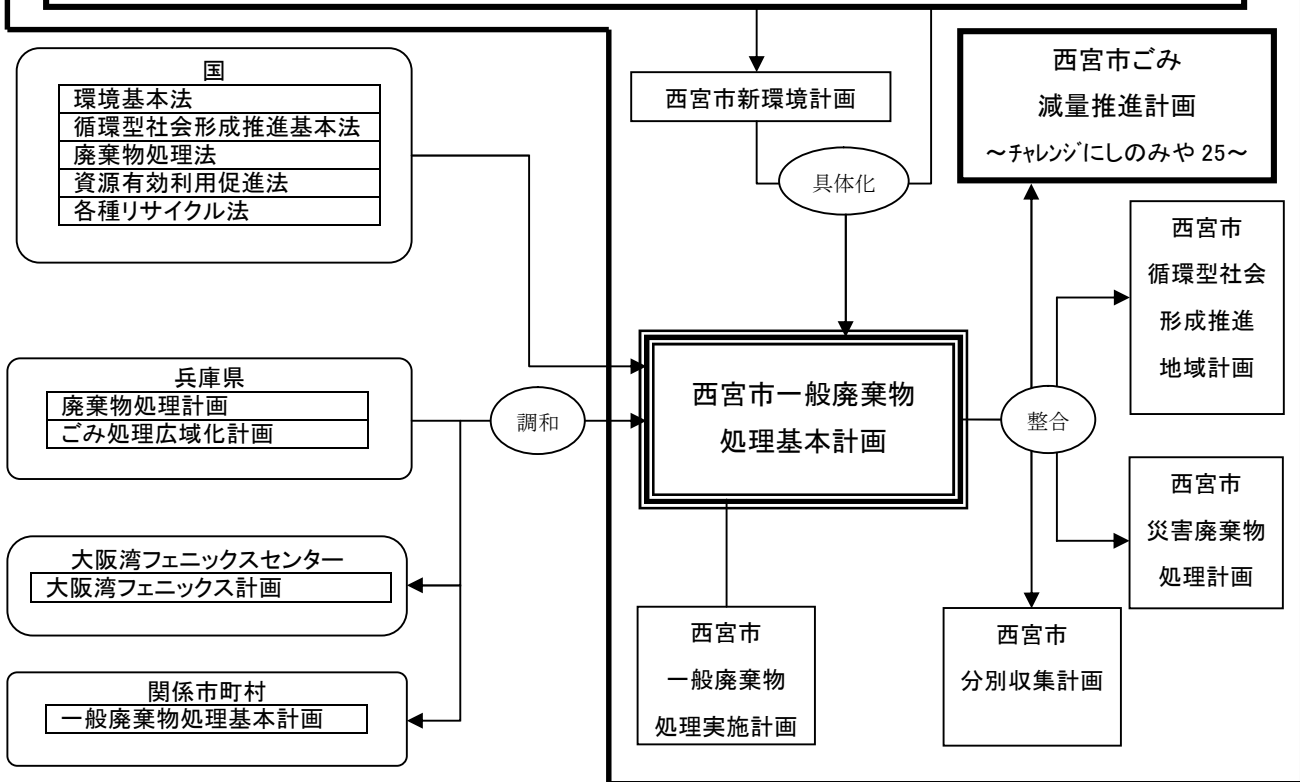 国
環境基本法
循環型社会形成推進基本法
廃棄物処理法
資源有効利用促進法
各種リサイクル法
兵庫県
廃棄物処理計画
ごみ処理広域化計画
大阪湾フェニックスセンター
大阪湾フェニックス計画
関係市町村
一般廃棄物処理基本計画
調和
西宮市新環境計画
具体化
西宮市一般廃棄物
処理基本計画
西宮市
一般廃棄物
処理実施計画
整合
西宮市ごみ
減量推進計画
～ﾁｬﾚﾝｼﾞにしのみや 25～
西宮市
循環型社会
形成推進
地域計画
西宮市
災害廃棄物
処理計画
西宮市
分別収集計画